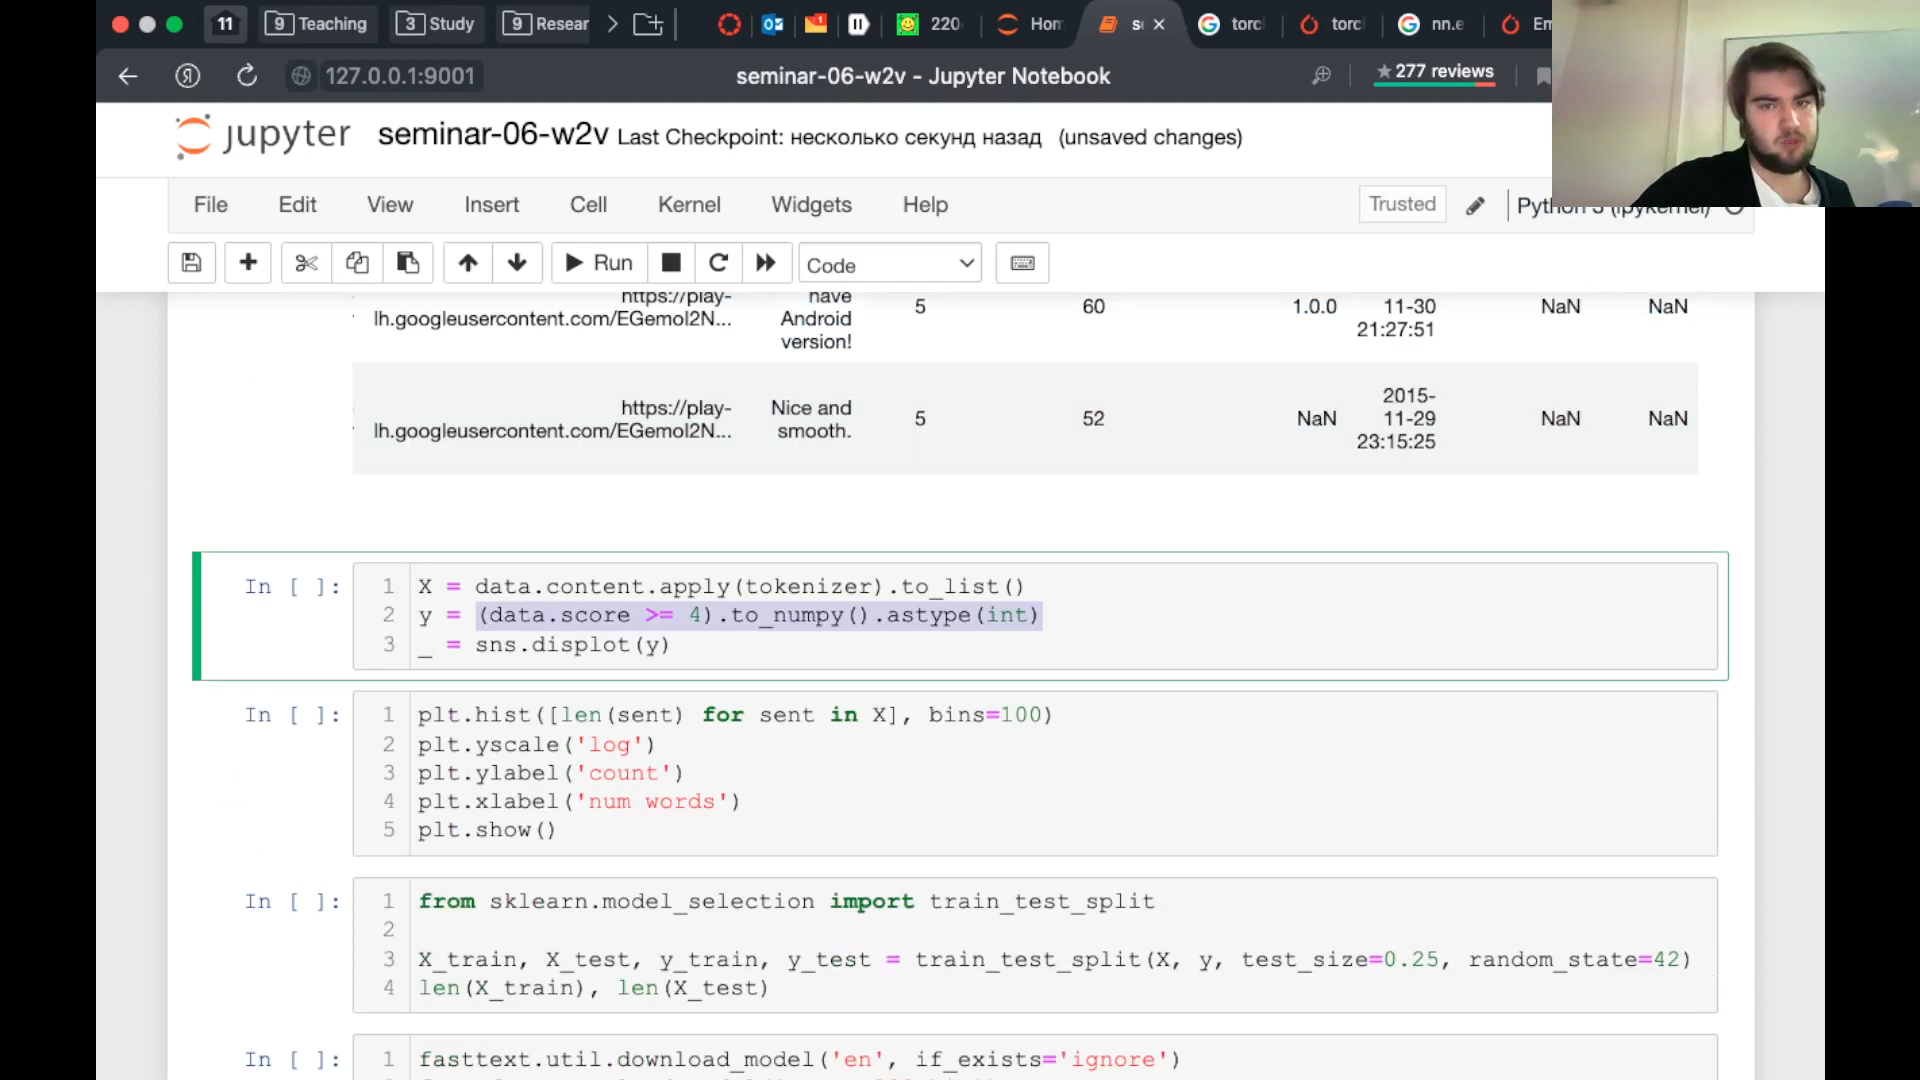 11 9 Teaching 3 Study 9 Resear 220 Hom s torc torc nn.e Em
127.0.0.1:9001 seminar-06-w2v - Jupyter Notebook ★ 277 reviews
jupyter seminar-06-w2v Last Checkpoint: несколько секунд назад (unsaved changes)
File Edit View Insert Cell Kernel Widgets Help Trusted Python 3 (ipykernel)
Run Code
https://play- have 5 60 1.0.0 11-30 NaN NaN
lh.googleusercontent.com/EGemoI2N... Android 21:27:51
version!
https://play- Nice and 5 52 NaN 2015- NaN NaN
lh.googleusercontent.com/EGemoI2N... smooth. 11-29
23:15:25
In [ ]: 1 X = data.content.apply(tokenizer).to_list()
2 y = (data.score >= 4).to_numpy().astype(int)
3 _ = sns.displot(y)
In [ ]: 1 plt.hist([len(sent) for sent in X], bins=100)
2 plt.yscale('log')
3 plt.ylabel('count')
4 plt.xlabel('num words')
5 plt.show()
In [ ]: 1 from sklearn.model_selection import train_test_split
2
3 X_train, X_test, y_train, y_test = train_test_split(X, y, test_size=0.25, random_state=42)
4 len(X_train), len(X_test)
In [ ]: 1 fasttext.util.download_model('en', if_exists='ignore')